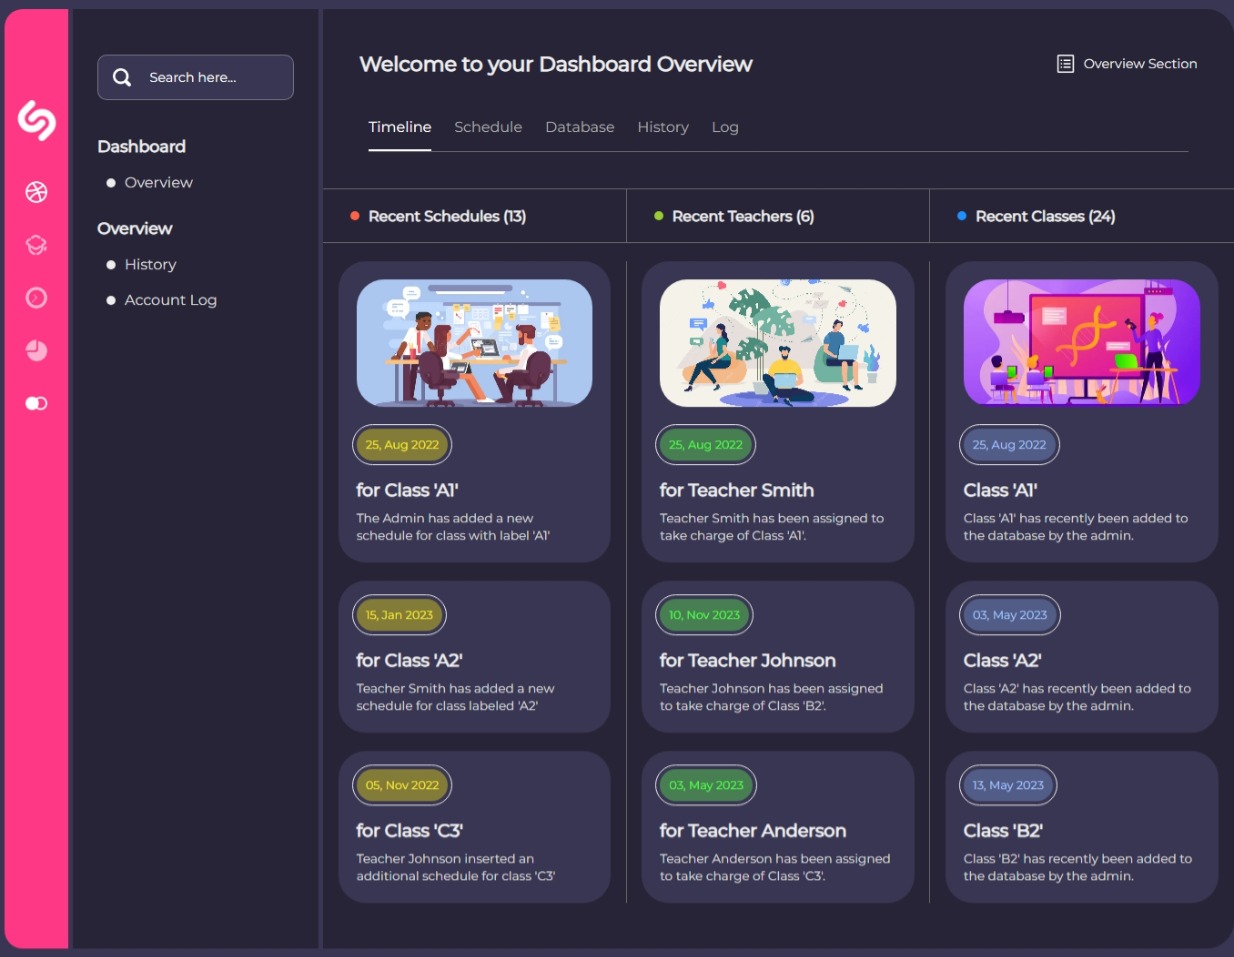 Search here...
Dashboard
Overview
Overview
History
Account Log
Welcome to your Dashboard Overview
Overview Section
Timeline
Schedule
Database
History
Log
Recent Schedules (13)
25, Aug 2022
for Class 'A1'
The Admin has added a new
schedule for class with label 'A1'
15, Jan 2023
for Class 'A2'
Teacher Smith has added a new
schedule for class labeled 'A2'
05, Nov 2022
for Class 'C3'
Teacher Johnson inserted an
additional schedule for class 'C3'
Recent Teachers (6)
25, Aug 2022
for Teacher Smith
Teacher Smith has been assigned to
take charge of Class 'A1'.
10, Nov 2023
for Teacher Johnson
Teacher Johnson has been assigned
to take charge of Class 'B2'.
03, May 2023
for Teacher Anderson
Teacher Anderson has been assigned
to take charge of Class 'C3'.
Recent Classes (24)
25, Aug 2022
Class 'A1'
Class 'A1' has recently been added to
the database by the admin.
03, May 2023
Class 'A2'
Class 'A2' has recently been added to
the database by the admin.
13, May 2023
Class 'B2'
Class 'B2' has recently been added to
the database by the admin.